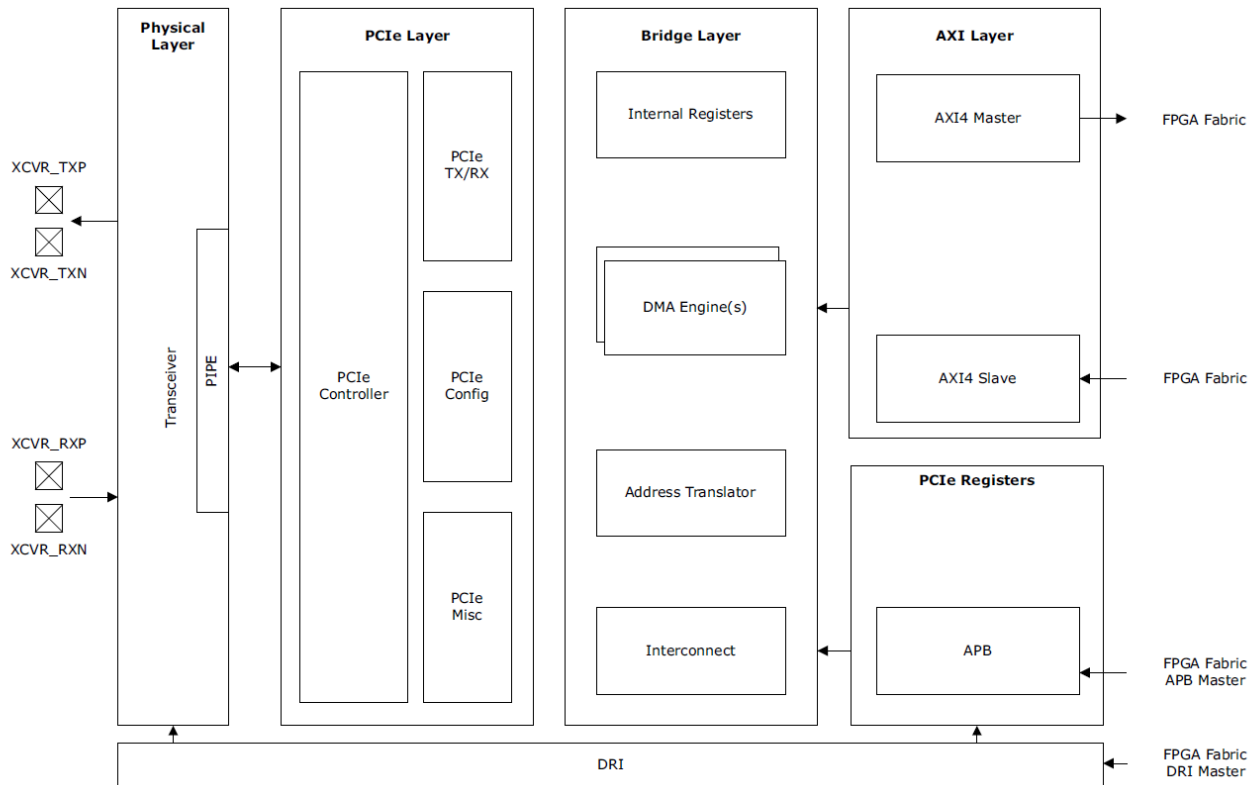 Physical
Layer
PCIe Layer
Bridge Layer
AXI Layer
Internal Registers
AXI4 Master
FPGA Fabric
PCIe
TX/RX
XCVR_TXP
XCVR_TXN
DMA Engine(s)
Transceiver
PIPE
PCIe
Controller
PCIe
Config
AXI4 Slave
FPGA Fabric
XCVR_RXP
XCVR_RXN
Address Translator
PCIe Registers
PCIe
Misc
Interconnect
APB
FPGA Fabric
APB Master
DRI
FPGA Fabric
DRI Master